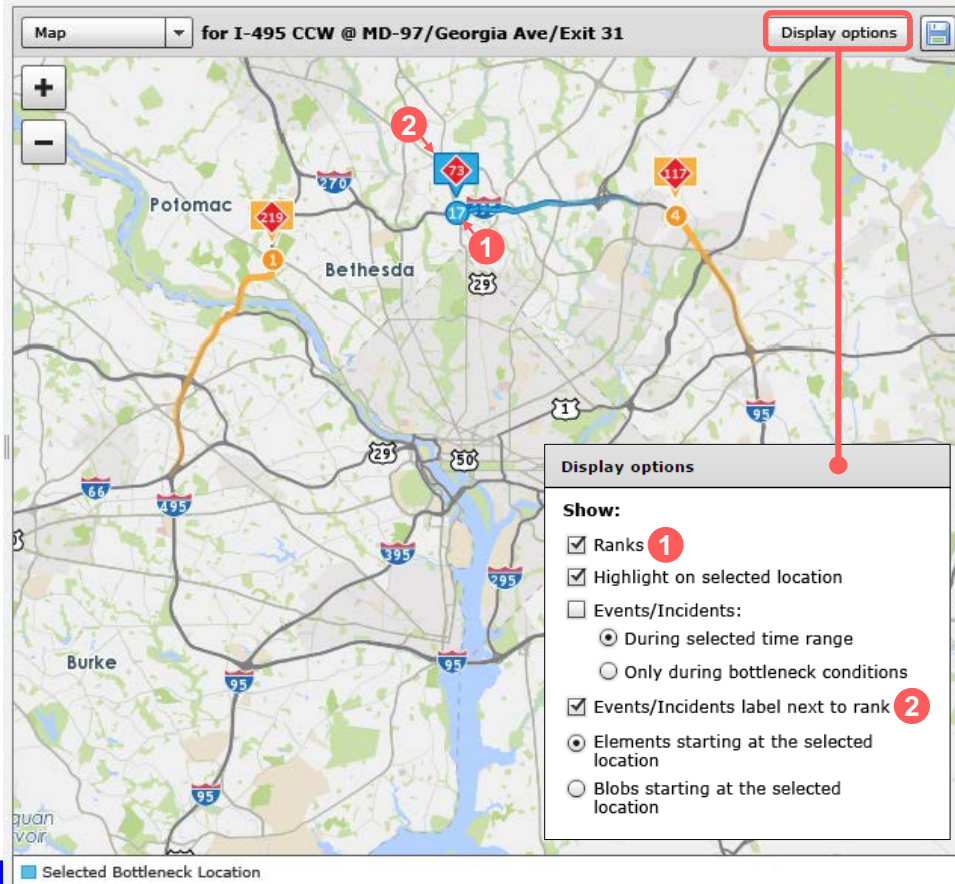 Map
for I-495 CCW @ MD-97/Georgia Ave/Exit 31
Display options
+
−
2
73
117
270
Potomac
219
17
4
1
1
Bethesda
29
1
95
29
50
66
495
395
295
Burke
95
95
95
quan
voir
Display options
Show:
Ranks 1
Highlight on selected location
Events/Incidents:
During selected time range
Only during bottleneck conditions
Events/Incidents label next to rank 2
Elements starting at the selected
location
Blobs starting at the selected
location
Selected Bottleneck Location